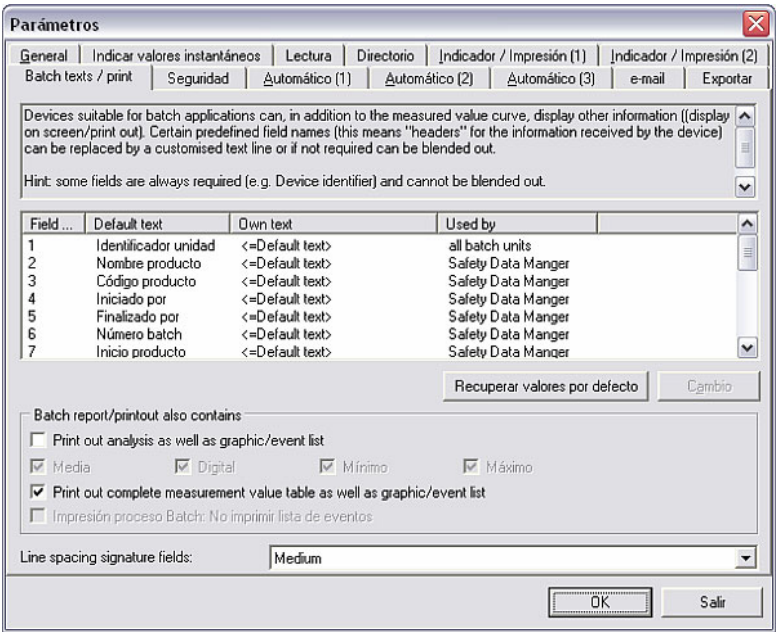 Parámetros
General Indicar valores instantáneos Lectura Directorio Indicador / Impresión (1) Indicador / Impresión (2)
Batch texts / print Seguridad Automático (1) Automático (2) Automático (3) e-mail Exportar
Devices suitable for batch applications can, in addition to the measured value curve, display other information ((display
on screen/print out). Certain predefined field names (this means "headers" for the information received by the device)
can be replaced by a customised text line or if not required can be blended out.
Hint: some fields are always required (e.g. Device identifier) and cannot be blended out.
Field ... Default text Own text Used by
1 Identificador unidad <=Default text> all batch units
2 Nombre producto <=Default text> Safety Data Manger
3 Código producto <=Default text> Safety Data Manger
4 Iniciado por <=Default text> Safety Data Manger
5 Finalizado por <=Default text> Safety Data Manger
6 Número batch <=Default text> Safety Data Manger
7 Inicio producto <=Default text> Safety Data Manger
Recuperar valores por defecto Cambio
Batch report/printout also contains
Print out analysis as well as graphic/event list
Media Digital Mínimo Máximo
Print out complete measurement value table as well as graphic/event list
Impresión proceso Batch: No imprimir lista de eventos
Line spacing signature fields: Medium
OK Salir